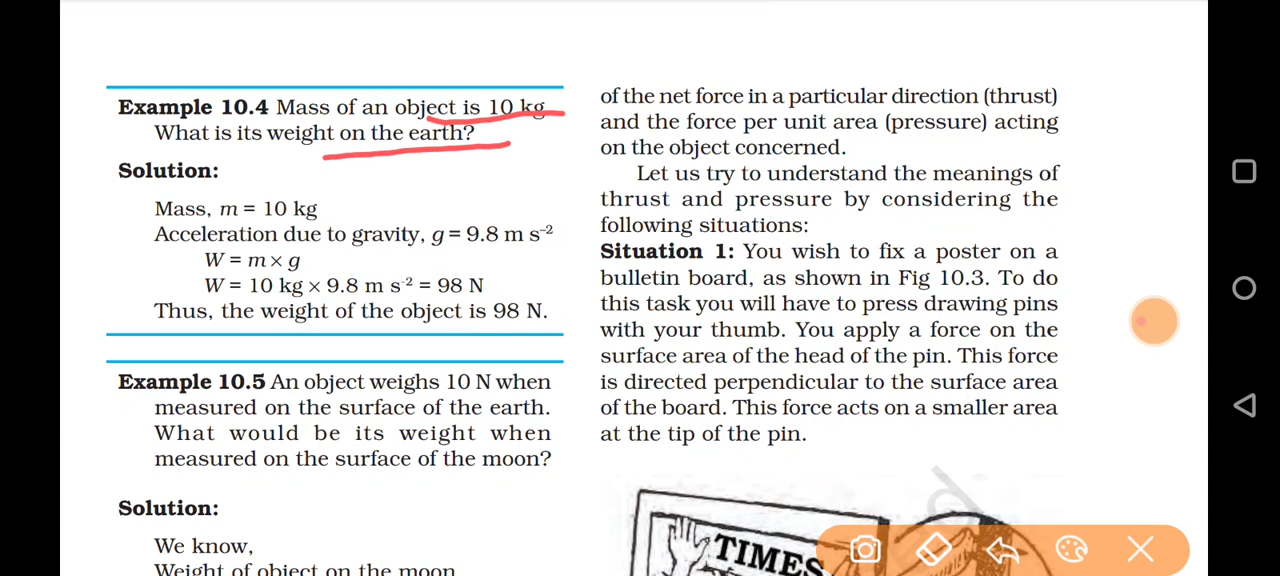 Example 10.4 Mass of an object is 10 kg
What is its weight on the earth?
Solution:
Mass, m = 10 kg
Acceleration due to gravity, g = 9.8 m s⁻²
W = m × g
W = 10 kg × 9.8 m s⁻² = 98 N
Thus, the weight of the object is 98 N.
Example 10.5 An object weighs 10 N when
measured on the surface of the earth.
What would be its weight when
measured on the surface of the moon?
Solution:
We know,
Weight of object on the moon
of the net force in a particular direction (thrust)
and the force per unit area (pressure) acting
on the object concerned.
Let us try to understand the meanings of
thrust and pressure by considering the
following situations:
Situation 1: You wish to fix a poster on a
bulletin board, as shown in Fig 10.3. To do
this task you will have to press drawing pins
with your thumb. You apply a force on the
surface area of the head of the pin. This force
is directed perpendicular to the surface area
of the board. This force acts on a smaller area
at the tip of the pin.
TIMES